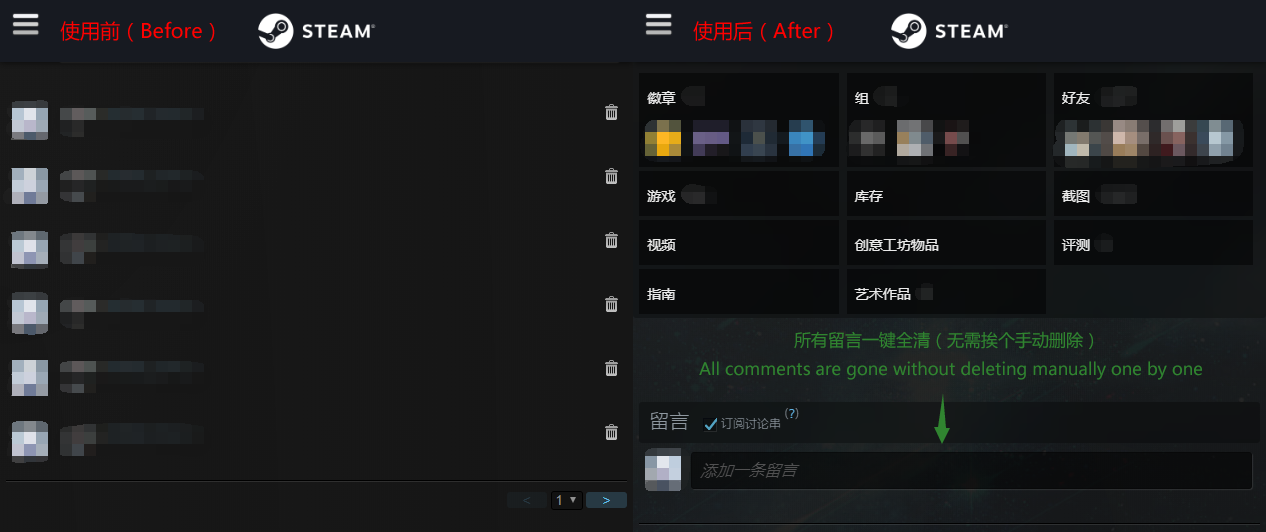 使用前（Before）
STEAM
<
1
>
使用后（After）
STEAM
徽章
组
好友
游戏
库存
截图
视频
创意工坊物品
评测
指南
艺术作品
所有留言一键全清（无需挨个手动删除）
All comments are gone without deleting manually one by one
留言 订阅讨论串 (?)
添加一条留言